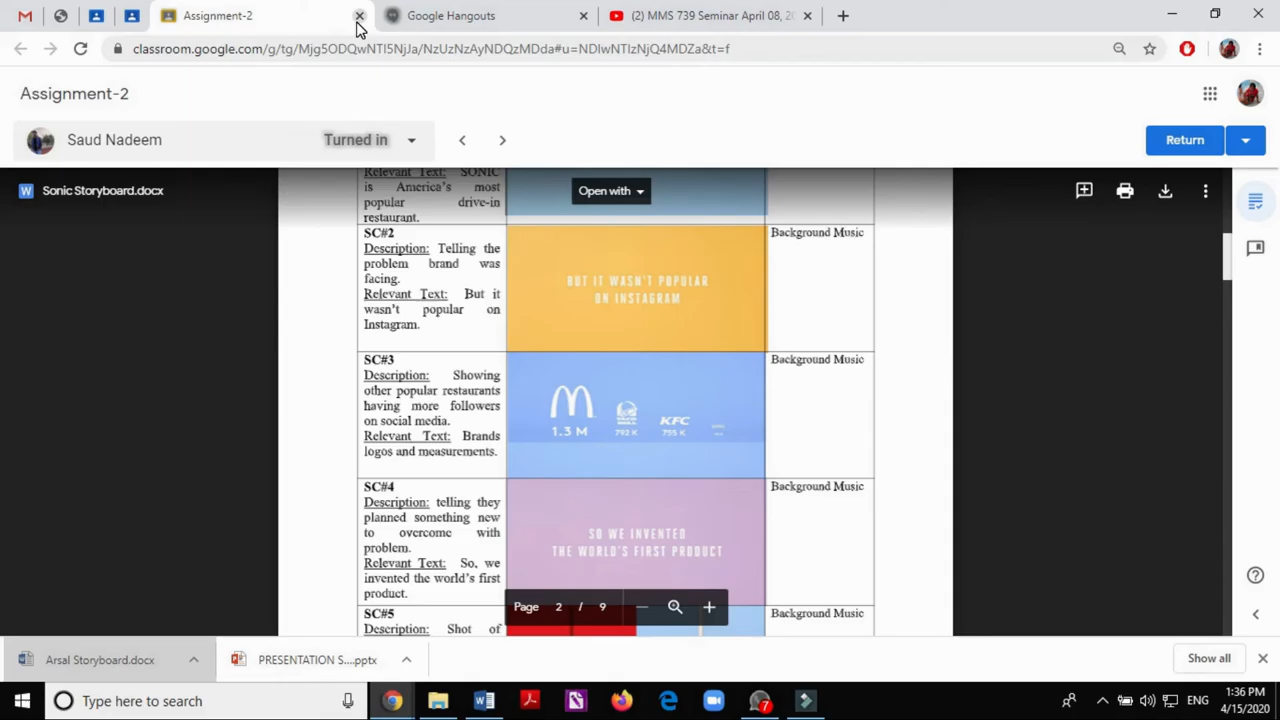 Assignment-2
Google Hangouts
(2) MMS 739 Seminar April 08, 20
classroom.google.com/g/tg/Mjg5ODQwNTI5NjJa/NzUzNzAyNDQzMDda#u=NDIwNTIzNjQ4MDZa&t=f
Assignment-2
Saud Nadeem
Turned in
Return
Sonic Storyboard.docx
Open with
Relevant Text: SONIC
is America's most
popular drive-in
restaurant.
SC#2
Description: Telling the
problem brand was
facing.
Relevant Text: But it
wasn't popular on
Instagram.
BUT IT WASN'T POPULAR
ON INSTAGRAM
Background Music
SC#3
Description: Showing
other popular restaurants
having more followers
on social media.
Relevant Text: Brands
logos and measurements.
1.3 M
792 K
KFC
755 K
Background Music
SC#4
Description: telling they
planned something new
to overcome with
problem.
Relevant Text: So, we
invented the world's first
product.
SO WE INVENTED
THE WORLD'S FIRST PRODUCT
Background Music
SC#5
Description: Shot of
Background Music
Page 2 / 9
Arsal Storyboard.docx
PRESENTATION S....pptx
Show all
Type here to search
7
ENG
1:36 PM
4/15/2020